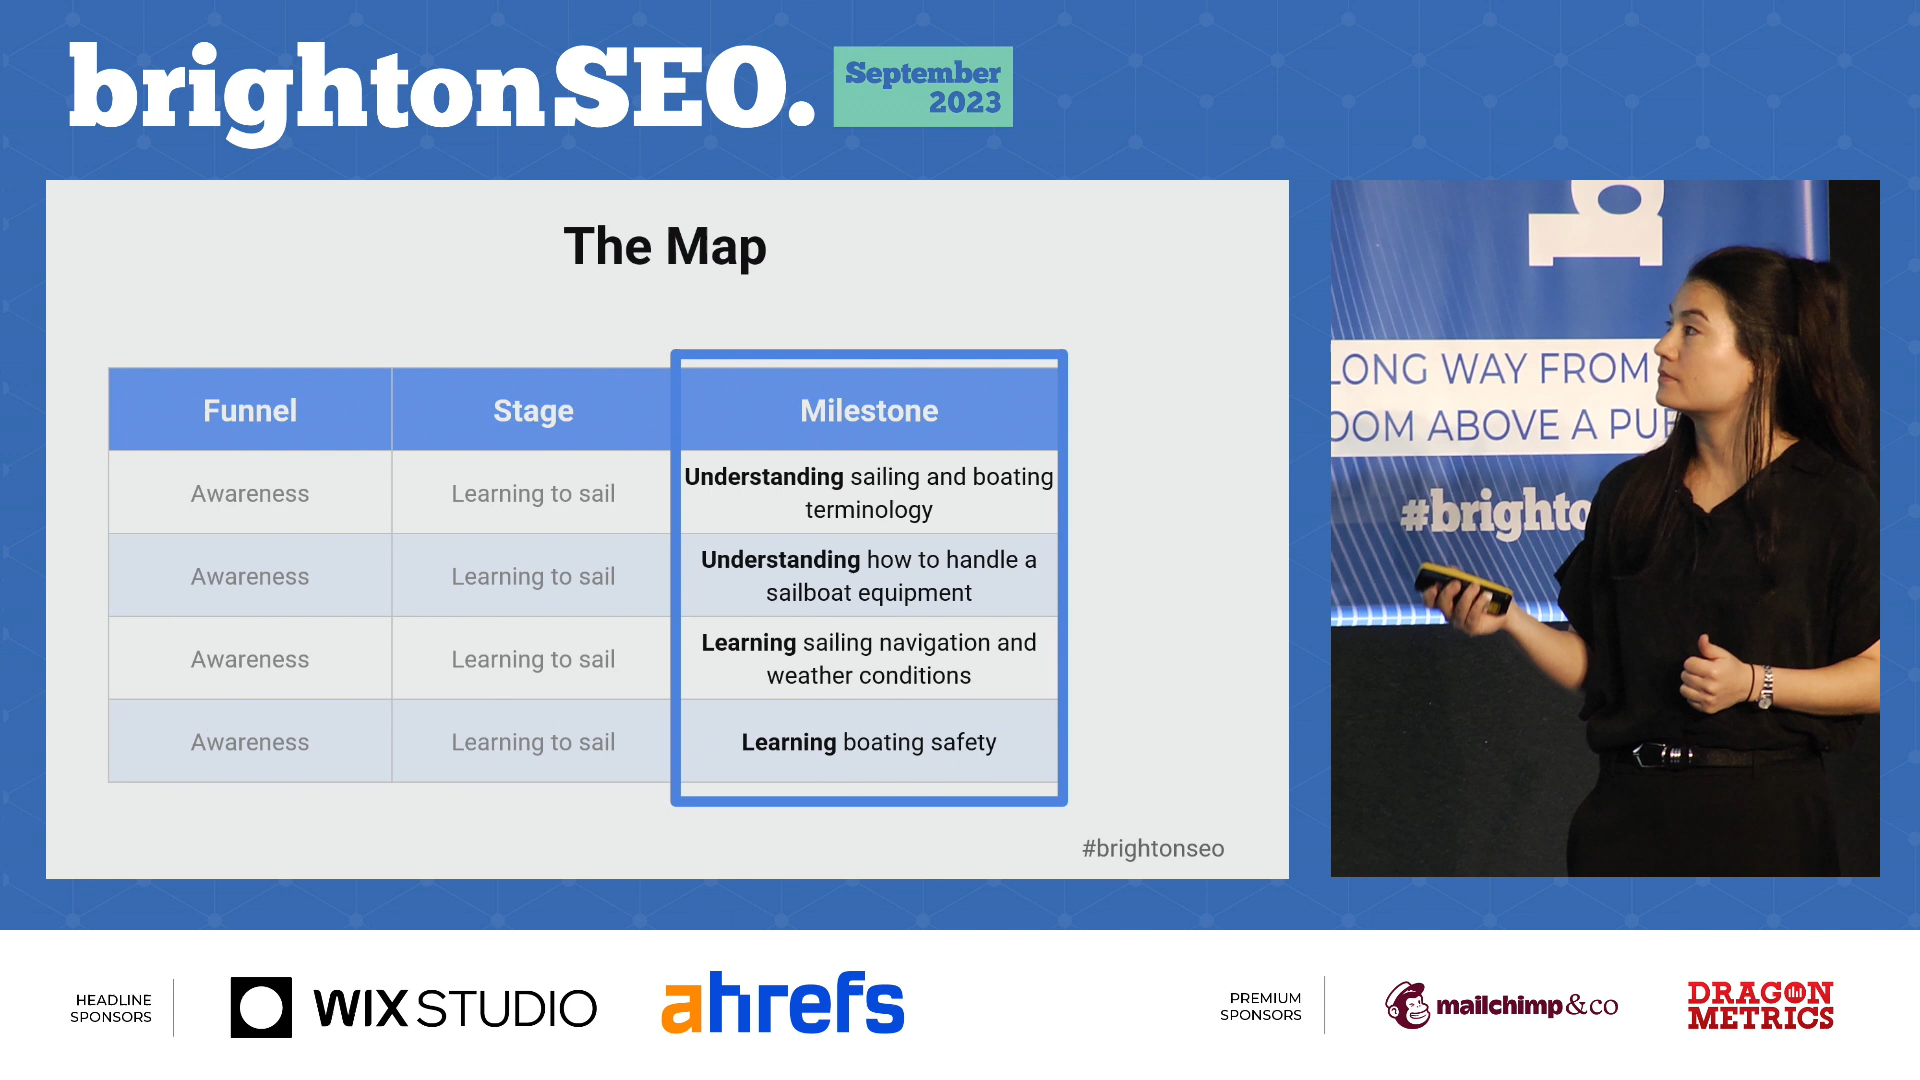 brightonSEO.
September
2023
The Map
Funnel Stage Milestone
Awareness Learning to sail Understanding sailing and boating
terminology
Awareness Learning to sail Understanding how to handle a
sailboat equipment
Awareness Learning to sail Learning sailing navigation and
weather conditions
Awareness Learning to sail Learning boating safety
#brightonseo
LONG WAY FROM
OOM ABOVE A PUB
#brighto
HEADLINE
SPONSORS
WIX STUDIO
ahrefs
PREMIUM
SPONSORS
mailchimp & co
DRAGON
METRICS